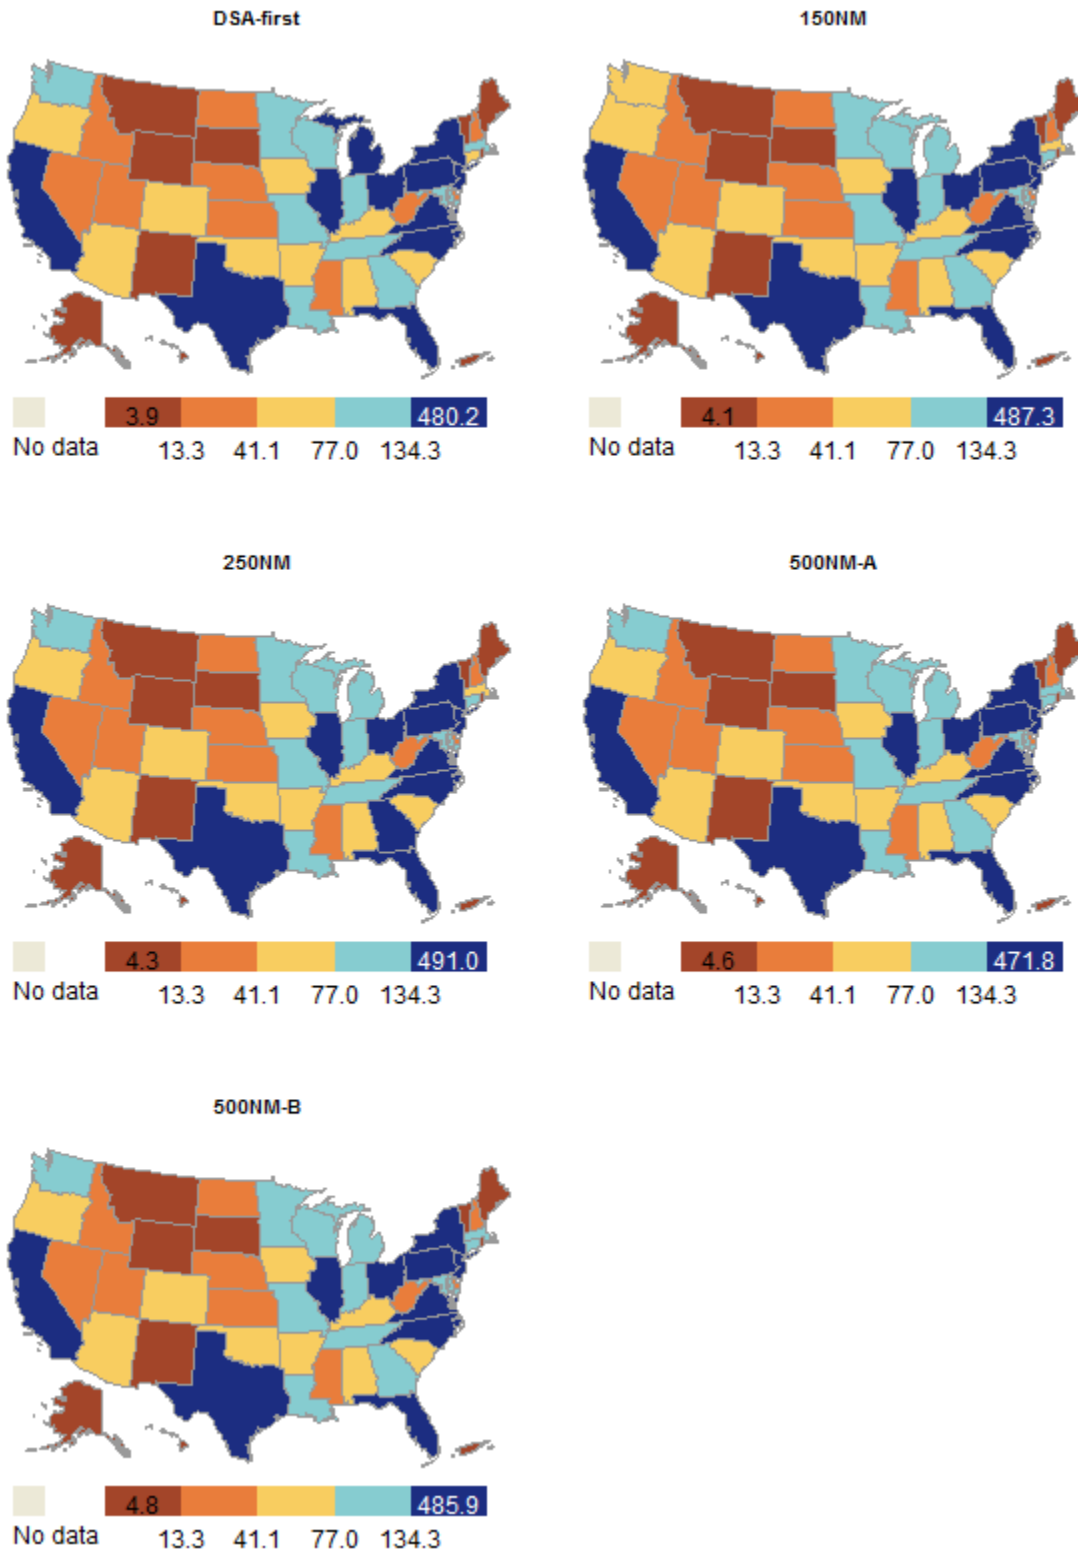 DSA-first
150NM
3.9 480.2
No data 13.3 41.1 77.0 134.3
4.1 487.3
No data 13.3 41.1 77.0 134.3
250NM
500NM-A
4.3 491.0
No data 13.3 41.1 77.0 134.3
4.6 471.8
No data 13.3 41.1 77.0 134.3
500NM-B
4.8 485.9
No data 13.3 41.1 77.0 134.3